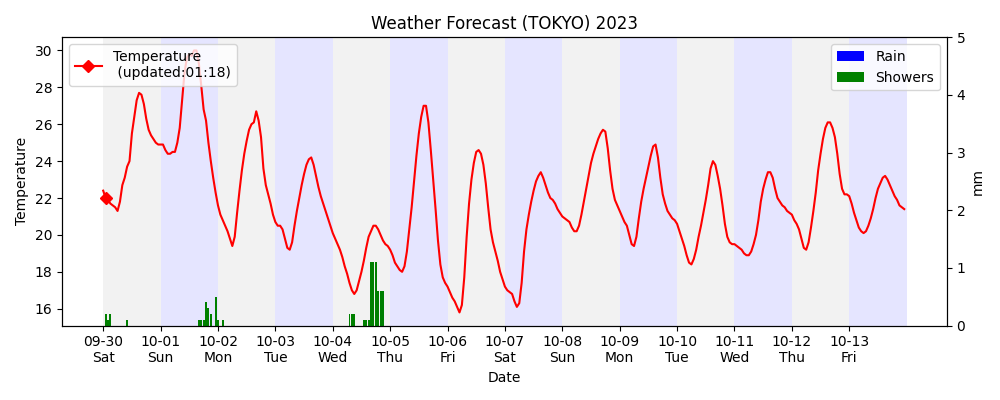 Weather Forecast (TOKYO) 2023
Temperature
(updated:01:18)
Rain
Showers
Temperature
30
28
26
24
22
20
18
16
5
4
3
2
1
0
mm
09-30 10-01 10-02 10-03 10-04 10-05 10-06 10-07 10-08 10-09 10-10 10-11 10-12 10-13
Sat Sun Mon Tue Wed Thu Fri Sat Sun Mon Tue Wed Thu Fri
Date